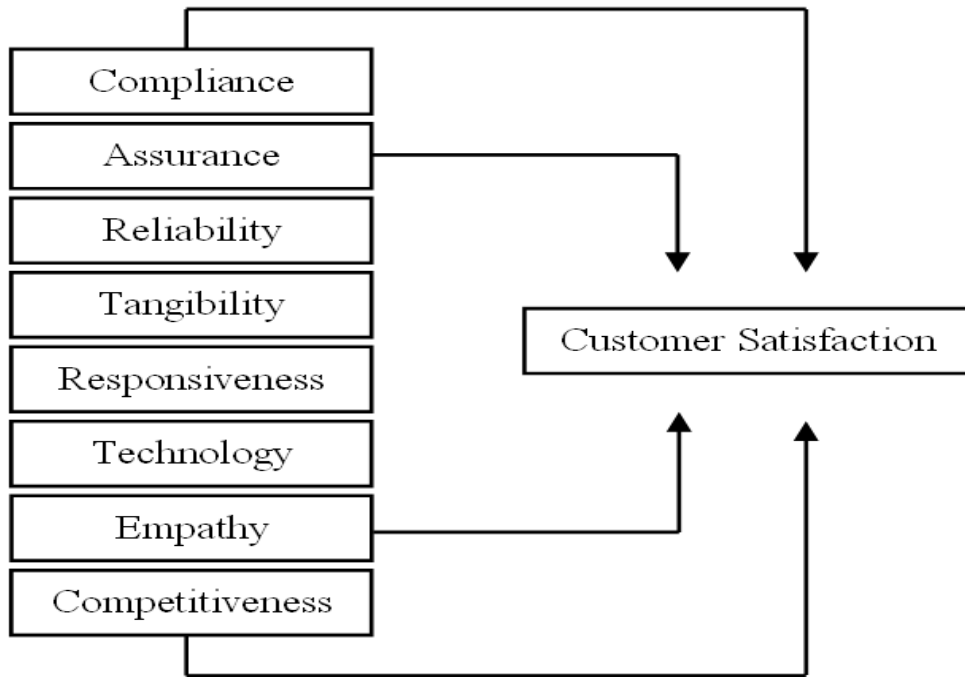 Compliance
Assurance
Reliability
Tangibility
Responsiveness
Technology
Empathy
Competitiveness
Customer Satisfaction